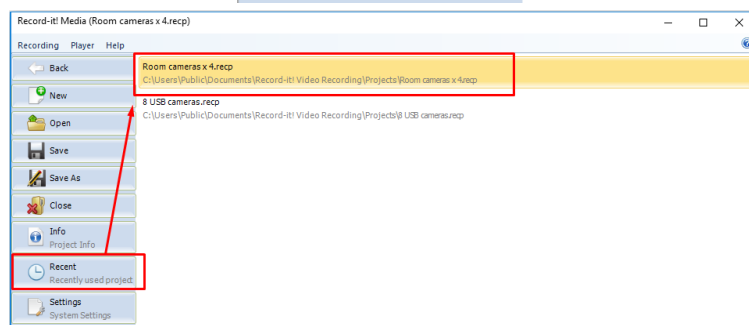 Record-it! Media (Room cameras x 4.recp)
Recording Player Help
Back
New
Open
Save
Save As
Close
Info
Project Info
Recent
Recently used project
Settings
System Settings
Room cameras x 4.recp
C:\Users\Public\Documents\Record-it! Video Recording\Projects\Room cameras x 4.recp
8 USB cameras.recp
C:\Users\Public\Documents\Record-it! Video Recording\Projects\8 USB cameras.recp